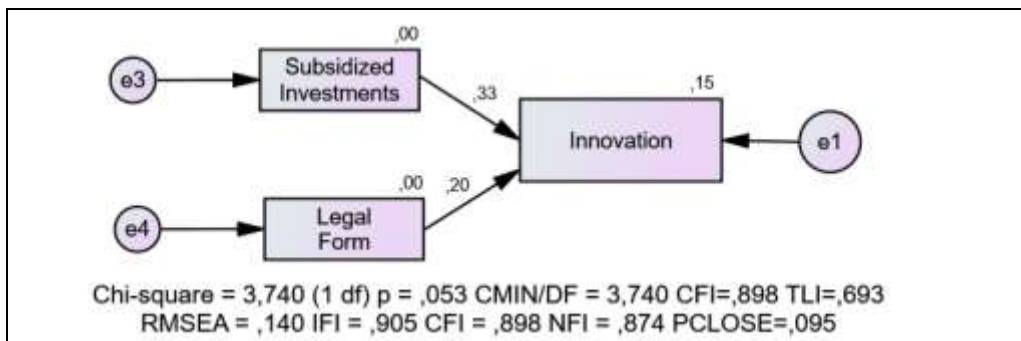 ,00
e3
Subsidized
Investments
,33
,15
Innovation
e1
,00
,20
e4
Legal
Form
Chi-square = 3,740 (1 df) p = ,053 CMIN/DF = 3,740 CFI=,898 TLI=,693
RMSEA = ,140 IFI = ,905 CFI = ,898 NFI = ,874 PCLOSE=,095